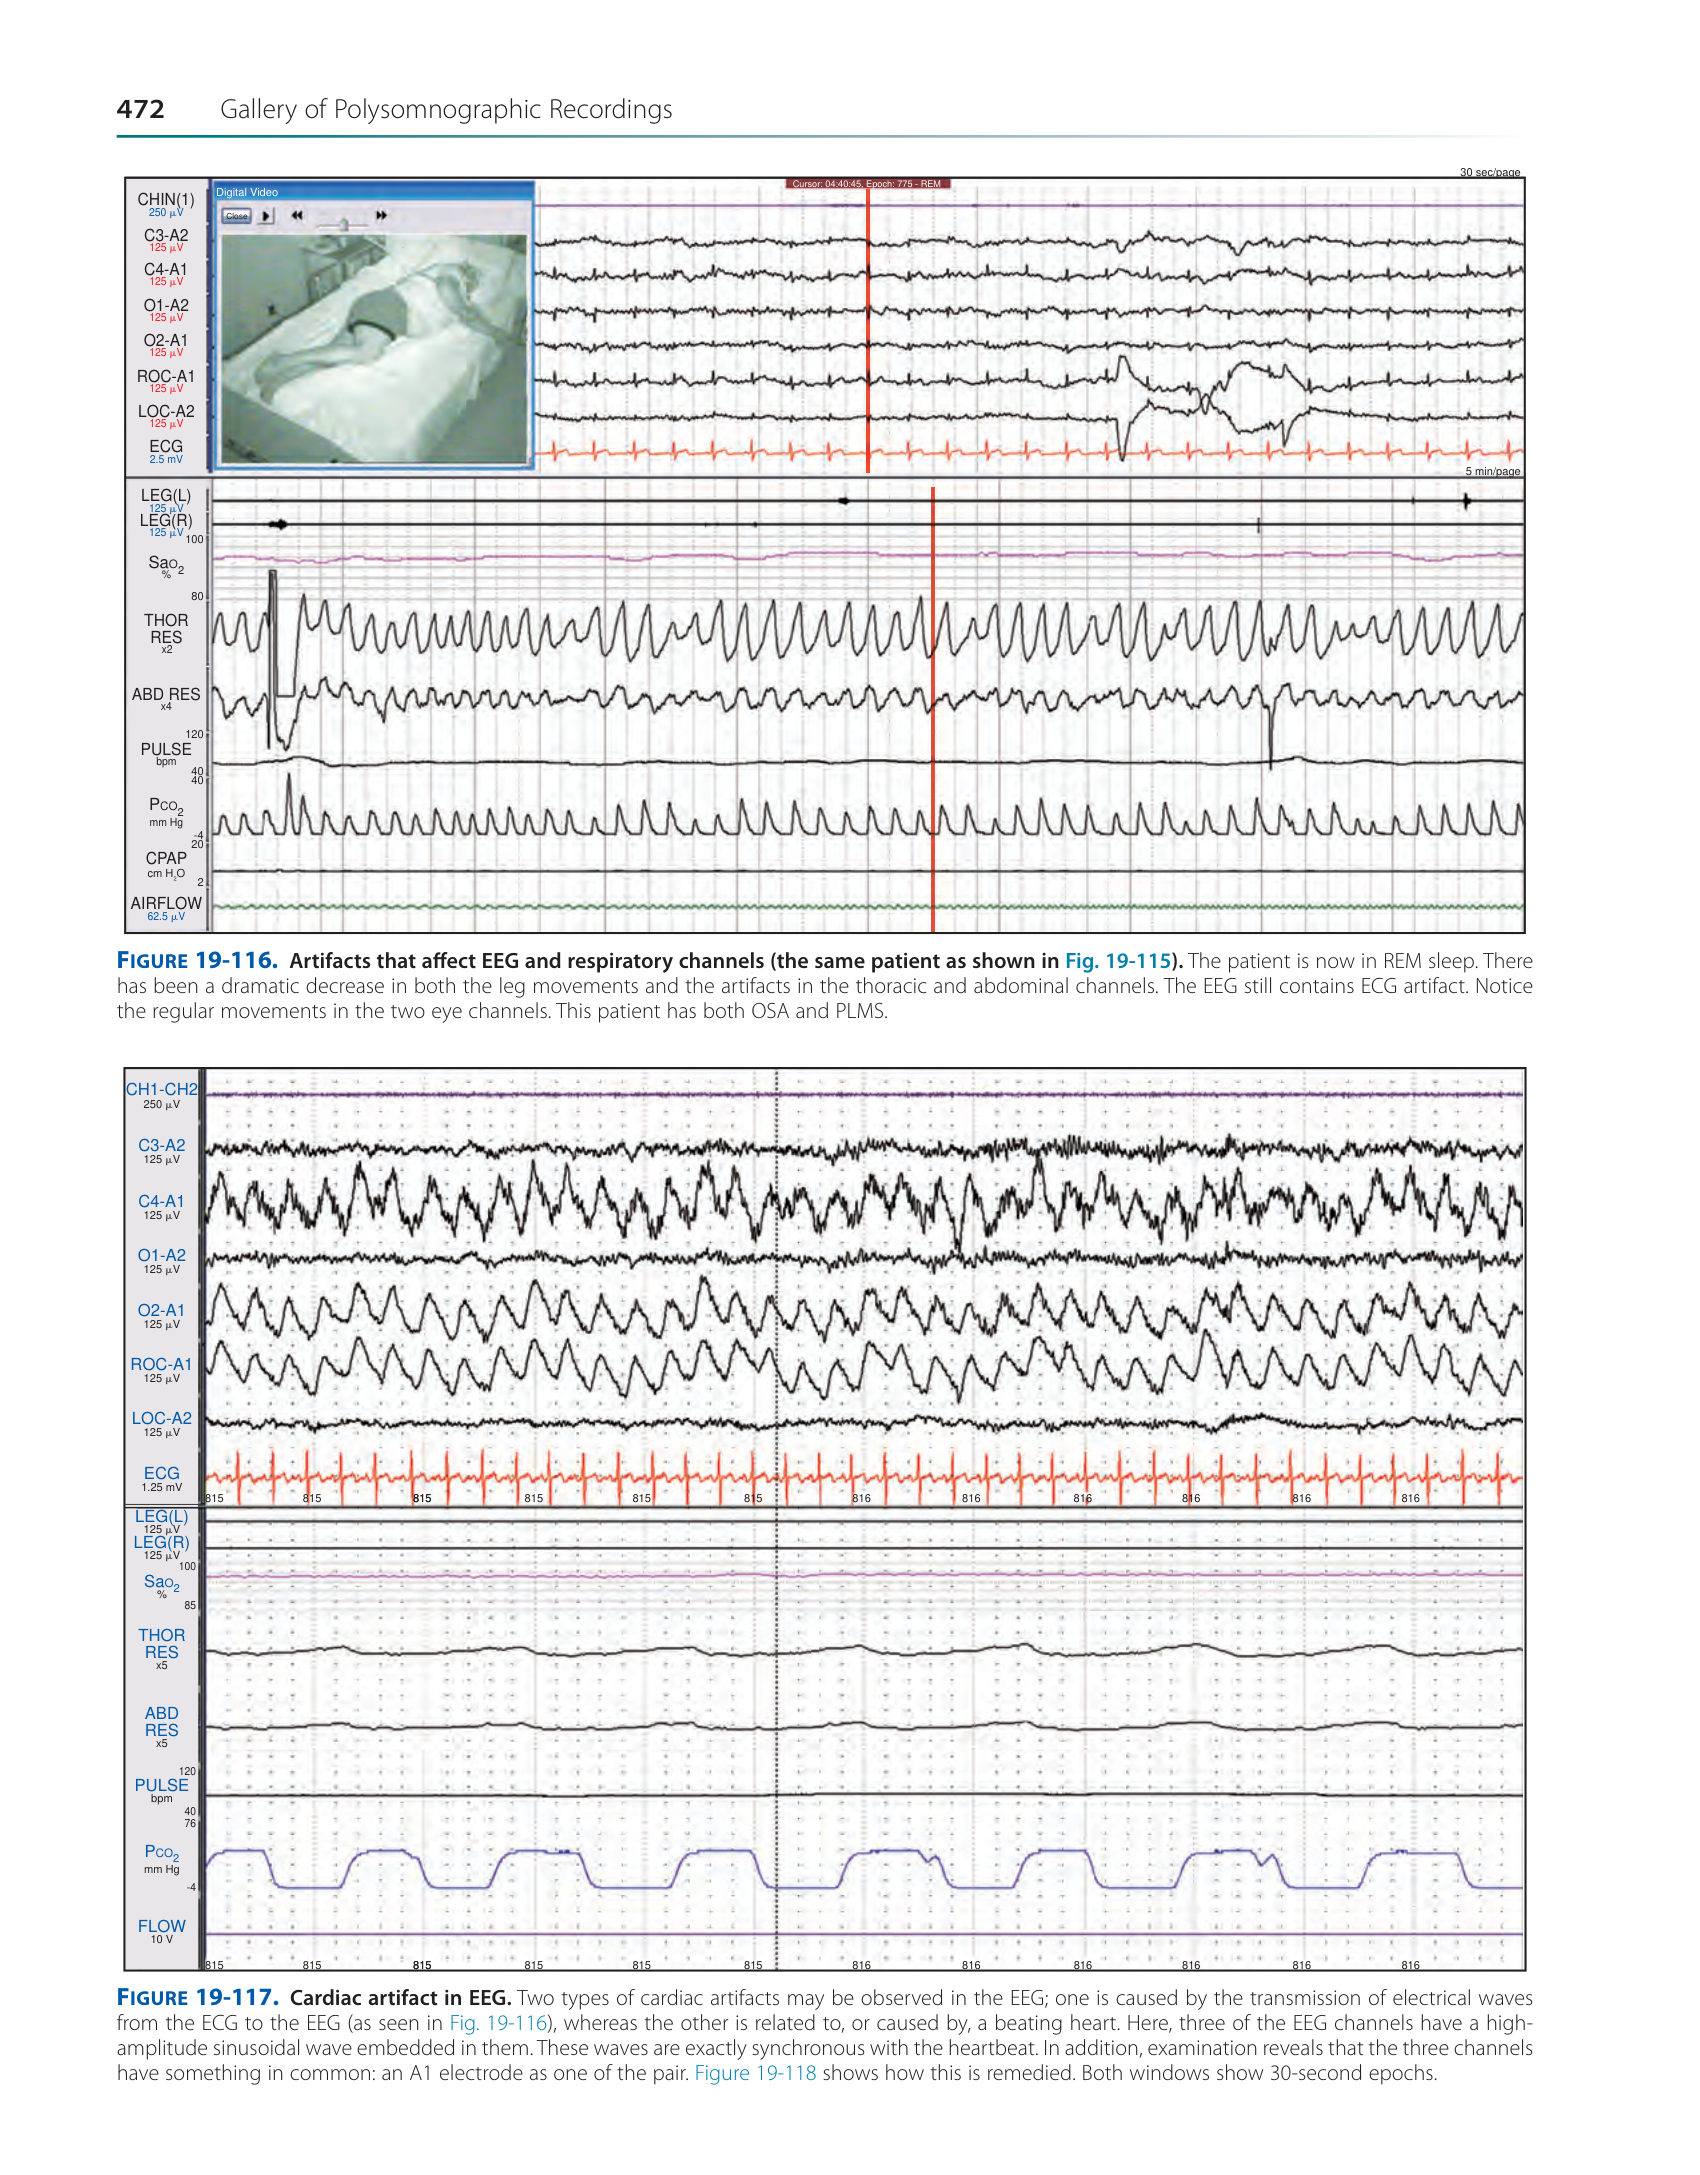 472 Gallery of Polysomnographic Recordings
30 sec/page
Cursor: 04:40:45, Epoch: 775 - REM
Digital Video
Close
CHIN(1)
250 µV
C3-A2
125 µV
C4-A1
125 µV
O1-A2
125 µV
O2-A1
125 µV
ROC-A1
125 µV
LOC-A2
125 µV
ECG
2.5 mV
5 min/page
LEG(L)
125 µV
LEG(R)
125 µV
100
Sao2
%
80
THOR
RES
x2
ABD RES
x4
120
PULSE
bpm
40
40
Pco2
mm Hg
-4
20
CPAP
cm H2O
2
AIRFLOW
62.5 µV
FIGURE 19-116. Artifacts that affect EEG and respiratory channels (the same patient as shown in Fig. 19-115). The patient is now in REM sleep. There
has been a dramatic decrease in both the leg movements and the artifacts in the thoracic and abdominal channels. The EEG still contains ECG artifact. Notice
the regular movements in the two eye channels. This patient has both OSA and PLMS.
CH1-CH2
250 µV
C3-A2
125 µV
C4-A1
125 µV
O1-A2
125 µV
O2-A1
125 µV
ROC-A1
125 µV
LOC-A2
125 µV
ECG
1.25 mV
815 815 815 815 815 815 816 816 816 816 816 816
LEG(L)
125 µV
LEG(R)
125 µV
100
Sao2
%
85
THOR
RES
x5
ABD
RES
x5
120
PULSE
bpm
40
76
Pco2
mm Hg
-4
FLOW
10 V
815 815 815 815 815 815 816 816 816 816 816 816
FIGURE 19-117. Cardiac artifact in EEG. Two types of cardiac artifacts may be observed in the EEG; one is caused by the transmission of electrical waves
from the ECG to the EEG (as seen in Fig. 19-116), whereas the other is related to, or caused by, a beating heart. Here, three of the EEG channels have a high-
amplitude sinusoidal wave embedded in them. These waves are exactly synchronous with the heartbeat. In addition, examination reveals that the three channels
have something in common: an A1 electrode as one of the pair. Figure 19-118 shows how this is remedied. Both windows show 30-second epochs.